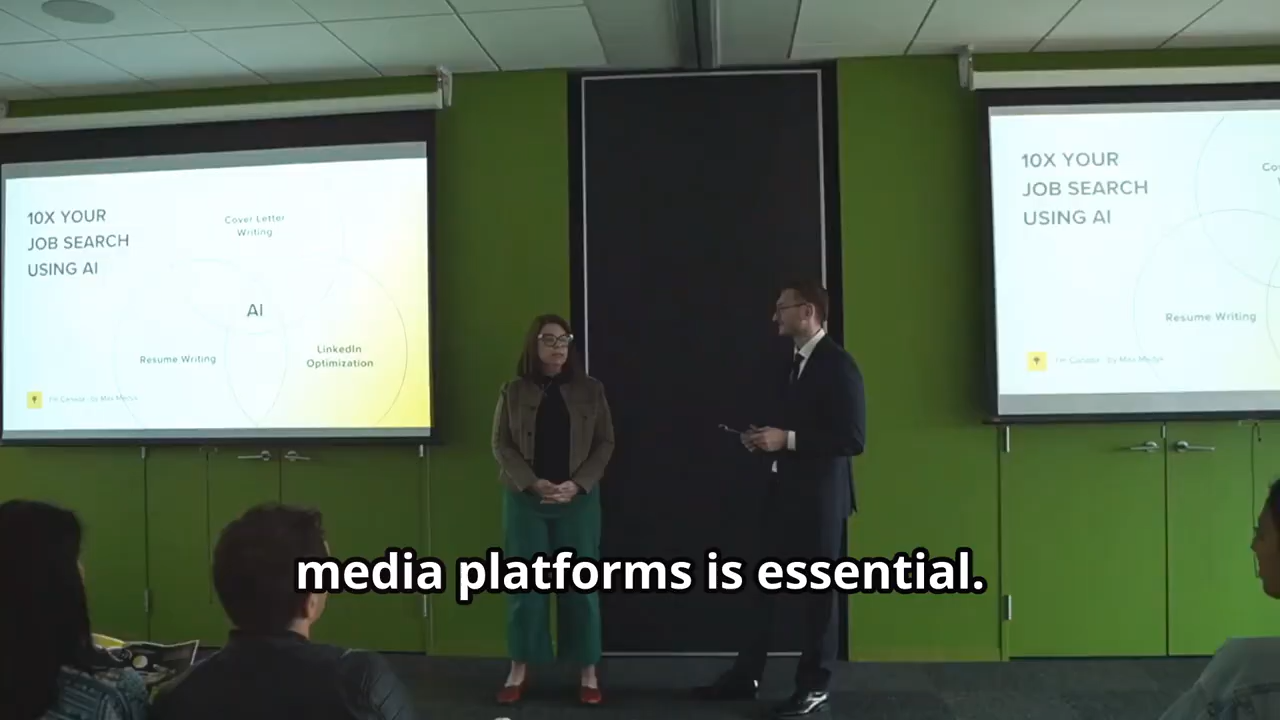 10X YOUR
JOB SEARCH
USING AI
Cover Letter
Writing
AI
Resume Writing
LinkedIn
Optimization
10X YOUR
JOB SEARCH
USING AI
Resume Writing
media platforms is essential.